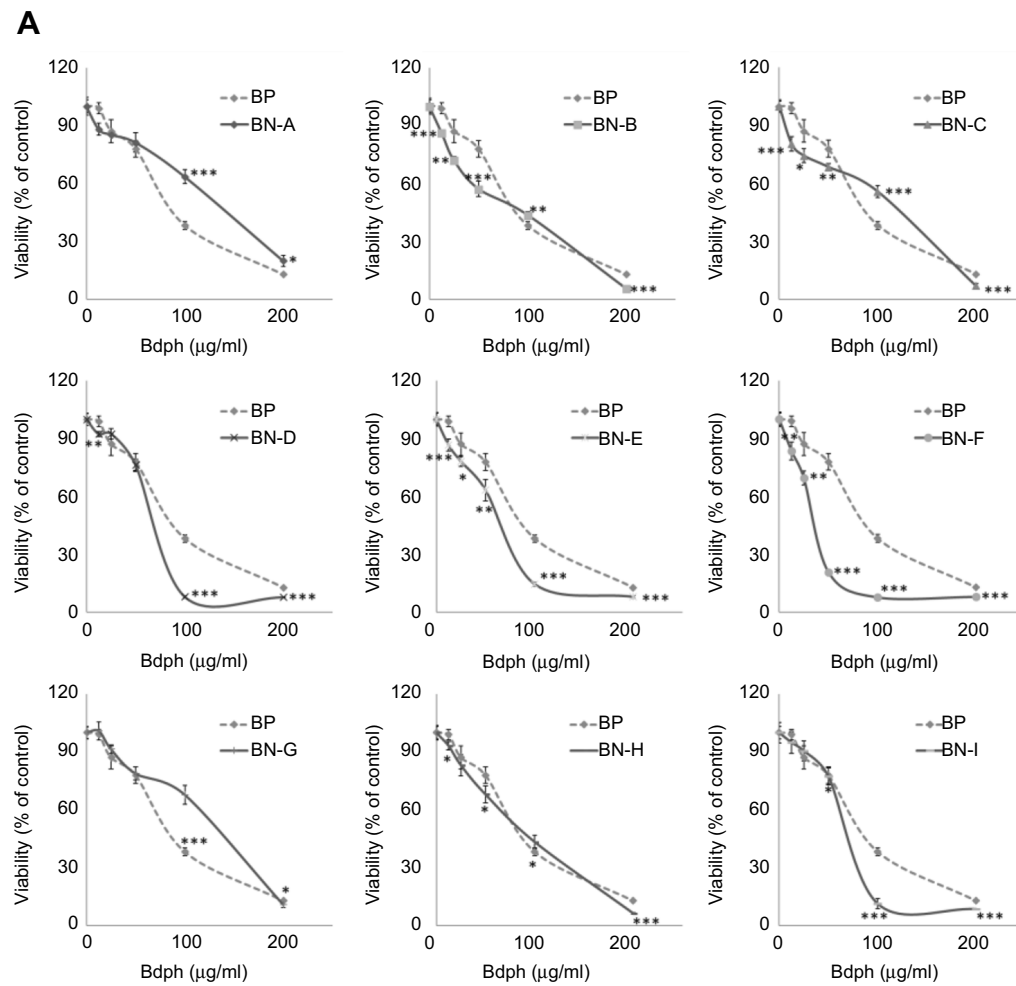 A
120
90
60
30
0
Viability (% of control)
BP
BN-A
***
*
0 100 200
Bdph (μg/ml)
120
90
60
30
0
Viability (% of control)
BP
BN-B
***
**
***
**
***
0 100 200
Bdph (μg/ml)
120
90
60
30
0
Viability (% of control)
BP
BN-C
***
*
**
***
***
0 100 200
Bdph (μg/ml)
120
90
60
30
0
Viability (% of control)
BP
BN-D
**
***
***
0 100 200
Bdph (μg/ml)
120
90
60
30
0
Viability (% of control)
BP
BN-E
***
*
**
***
***
0 100 200
Bdph (μg/ml)
120
90
60
30
0
Viability (% of control)
BP
BN-F
**
**
***
***
***
0 100 200
Bdph (μg/ml)
120
90
60
30
0
Viability (% of control)
BP
BN-G
***
*
0 100 200
Bdph (μg/ml)
120
90
60
30
0
Viability (% of control)
BP
BN-H
*
*
*
***
0 100 200
Bdph (μg/ml)
120
90
60
30
0
Viability (% of control)
BP
BN-I
*
***
***
0 100 200
Bdph (μg/ml)